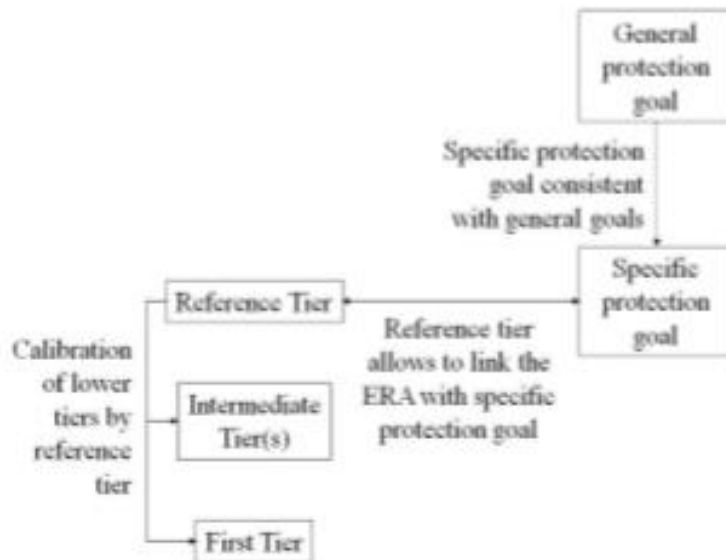 General
protection
goal
Specific protection
goal consistent
with general goals
Specific
protection
goal
Reference Tier
Reference tier
allows to link the
ERA with specific
protection goal
Calibration
of lower
tiers by
reference
tier
Intermediate
Tier(s)
First Tier